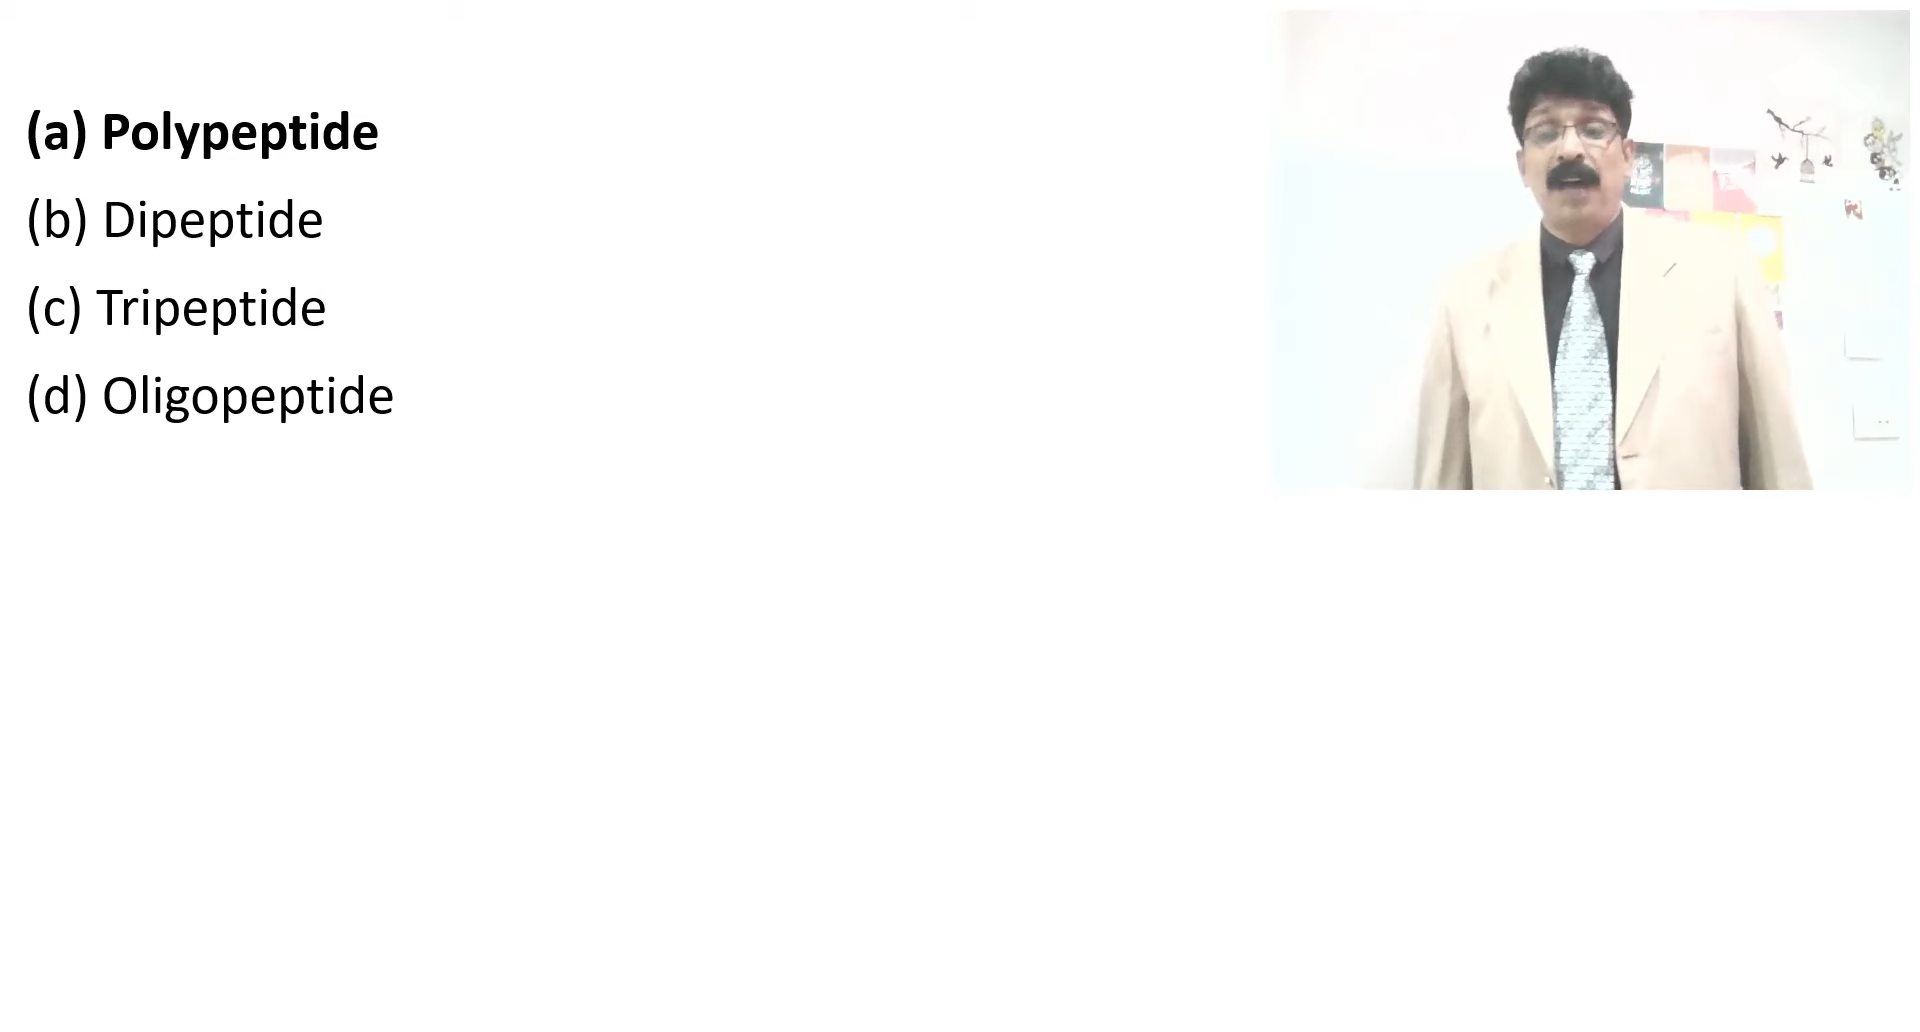 (a) Polypeptide
(b) Dipeptide
(c) Tripeptide
(d) Oligopeptide